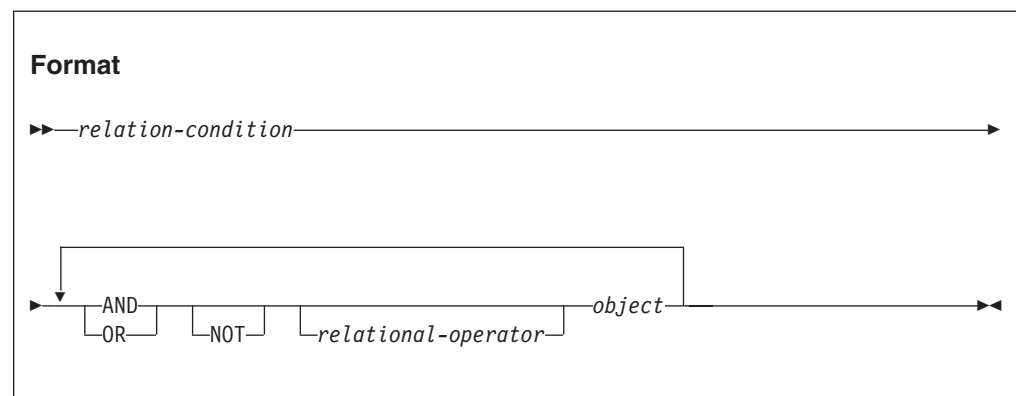 Format
relation-condition
AND object
OR NOT relational-operator